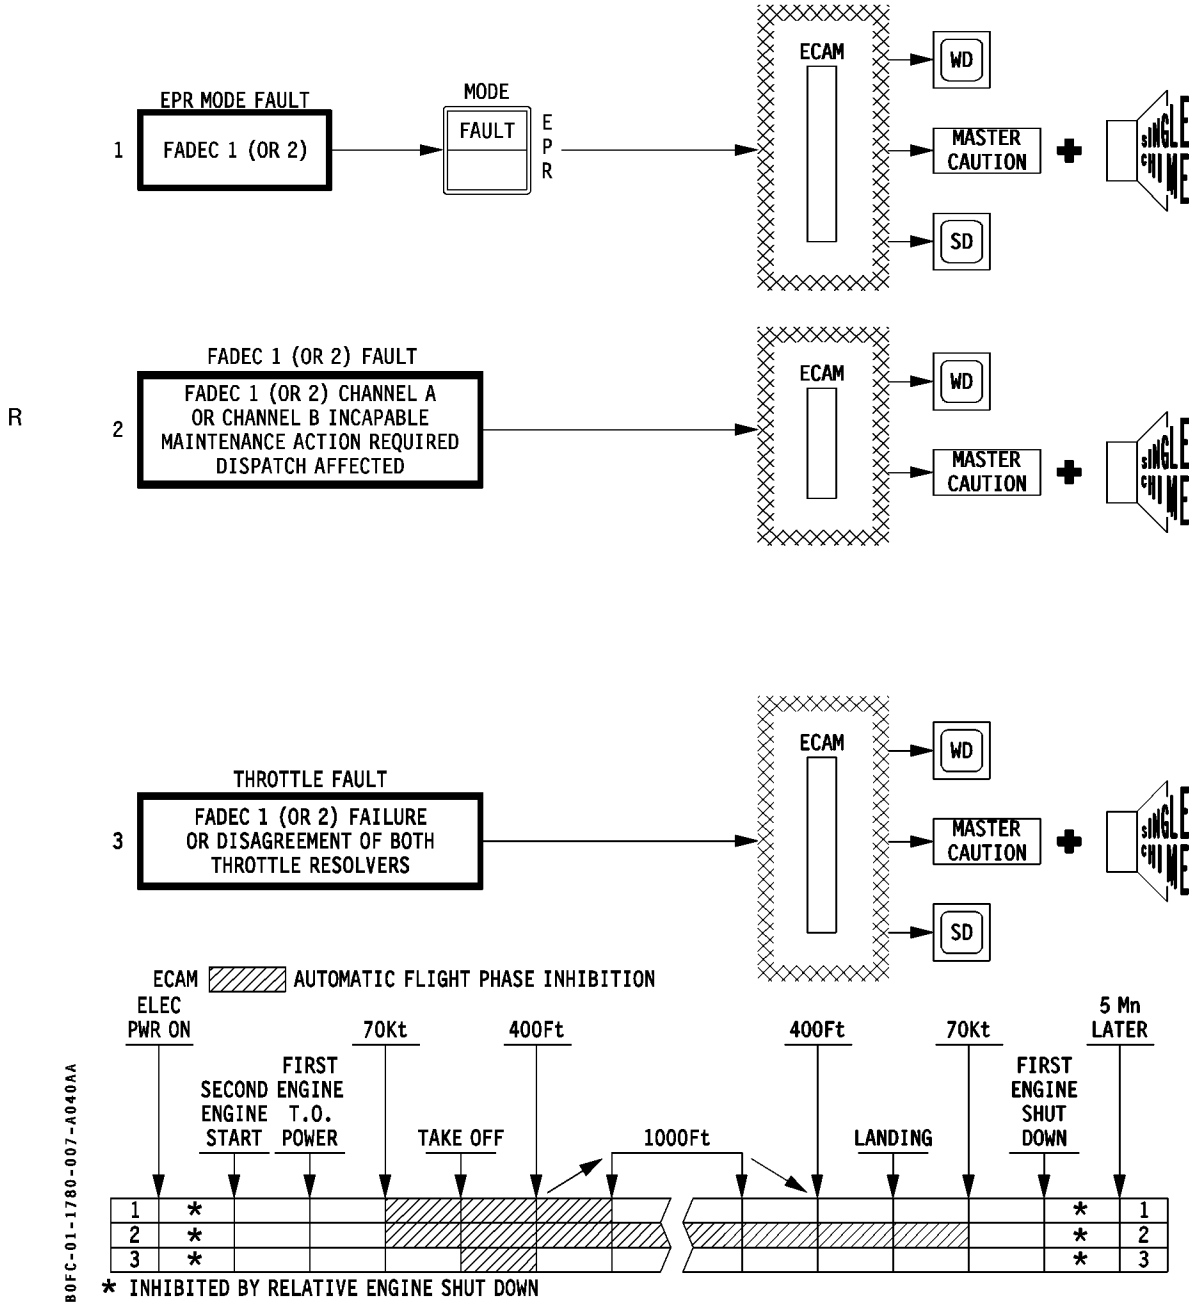 ECAM
WD
EPR MODE FAULT
MODE
1
FADEC 1 (OR 2)
FAULT
E
P
R
MASTER
CAUTION
SINGLE
CHIME
SD
FADEC 1 (OR 2) FAULT
R
2
FADEC 1 (OR 2) CHANNEL A
OR CHANNEL B INCAPABLE
MAINTENANCE ACTION REQUIRED
DISPATCH AFFECTED
ECAM
WD
MASTER
CAUTION
SINGLE
CHIME
THROTTLE FAULT
3
FADEC 1 (OR 2) FAILURE
OR DISAGREEMENT OF BOTH
THROTTLE RESOLVERS
ECAM
WD
MASTER
CAUTION
SINGLE
CHIME
SD
ECAM AUTOMATIC FLIGHT PHASE INHIBITION
ELEC
PWR ON
70Kt
400Ft
400Ft
70Kt
5 Mn
LATER
SECOND
ENGINE
START
FIRST
ENGINE
T.O.
POWER
TAKE OFF
1000Ft
LANDING
FIRST
ENGINE
SHUT
DOWN
1 * * 1
2 * * 2
3 * * 3
* INHIBITED BY RELATIVE ENGINE SHUT DOWN
B0FC-01-1780-007-A040AA